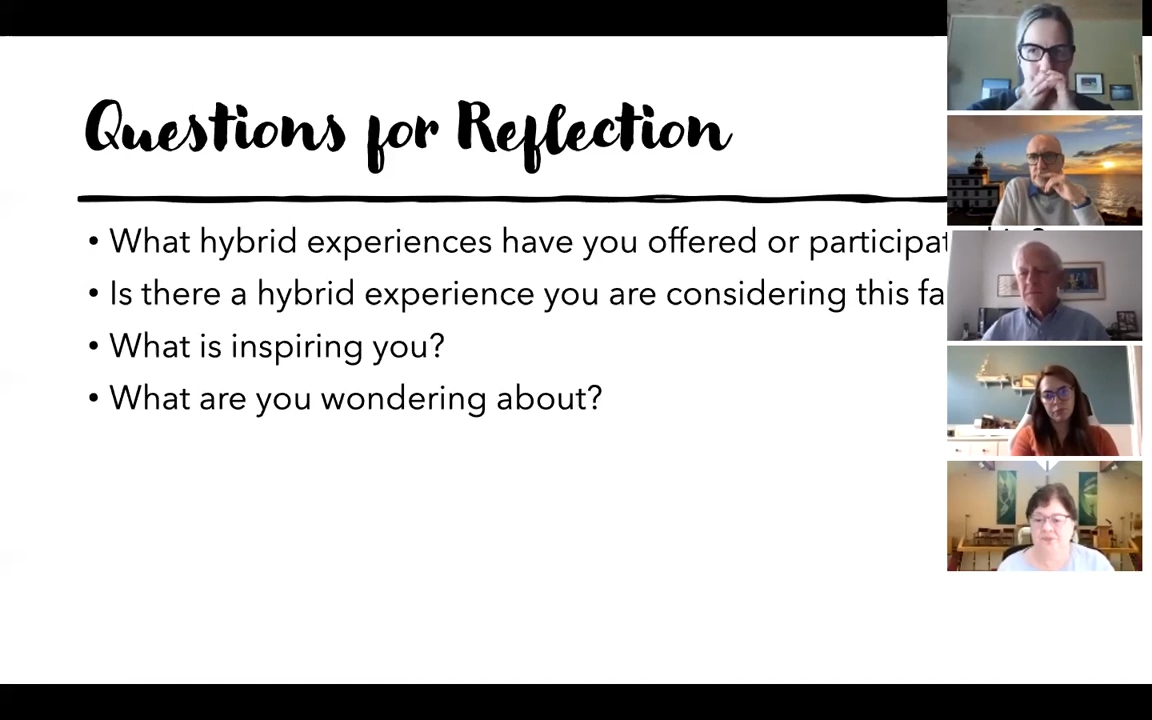 Questions for Reflection
• What hybrid experiences have you offered or participat
• Is there a hybrid experience you are considering this fa
• What is inspiring you?
• What are you wondering about?